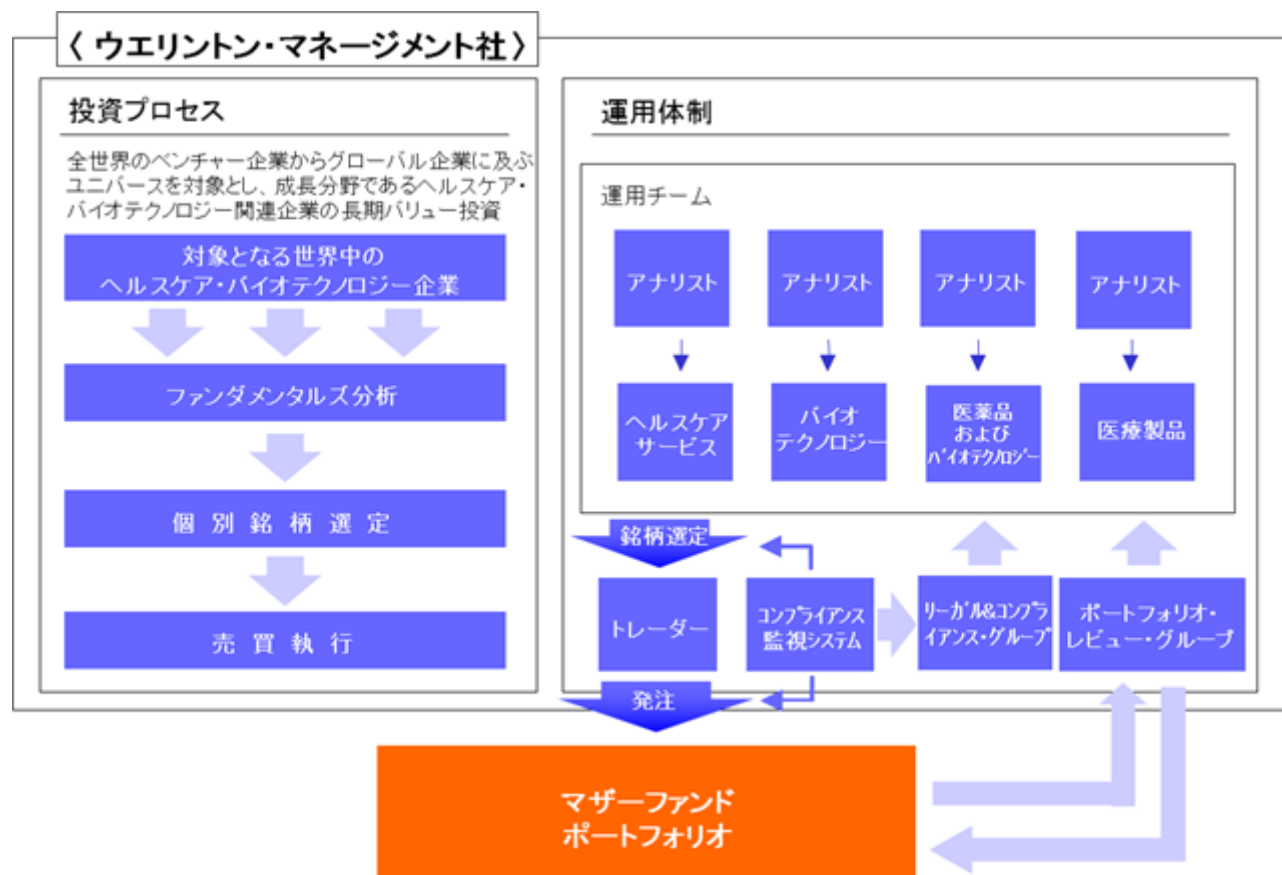 〈 ウエリントン・マネージメント社 〉
投資プロセス
全世界のベンチャー企業からグローバル企業に及ぶ
ユニバースを対象とし、成長分野であるヘルスケア・
バイオテクノロジー関連企業の長期バリュー投資
対象となる世界中の
ヘルスケア・バイオテクノロジー企業
ファンダメンタルズ分析
個別銘柄選定
売買執行
運用体制
運用チーム
アナリスト
アナリスト
アナリスト
アナリスト
ヘルスケア
サービス
バイオ
テクノロジー
医薬品
および
バイオテクノロジー
医療製品
銘柄選定
トレーダー
コンプライアンス
監視システム
リーガル&コンプラ
イアンス・グループ
ポートフォリオ・
レビュー・グループ
発注
マザーファンド
ポートフォリオ